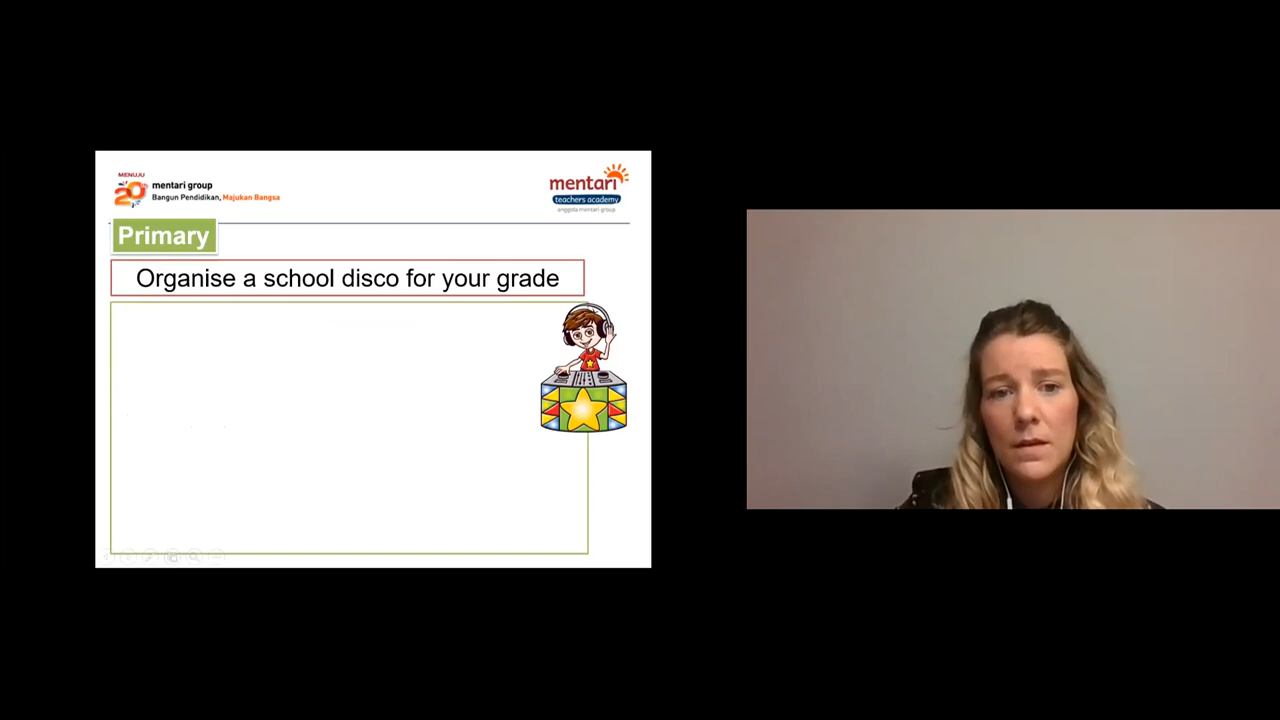 MENUJU
20th
mentari group
Bangun Pendidikan, Majukan Bangsa
mentari
teachers academy
anggota mentari group
Primary
Organise a school disco for your grade